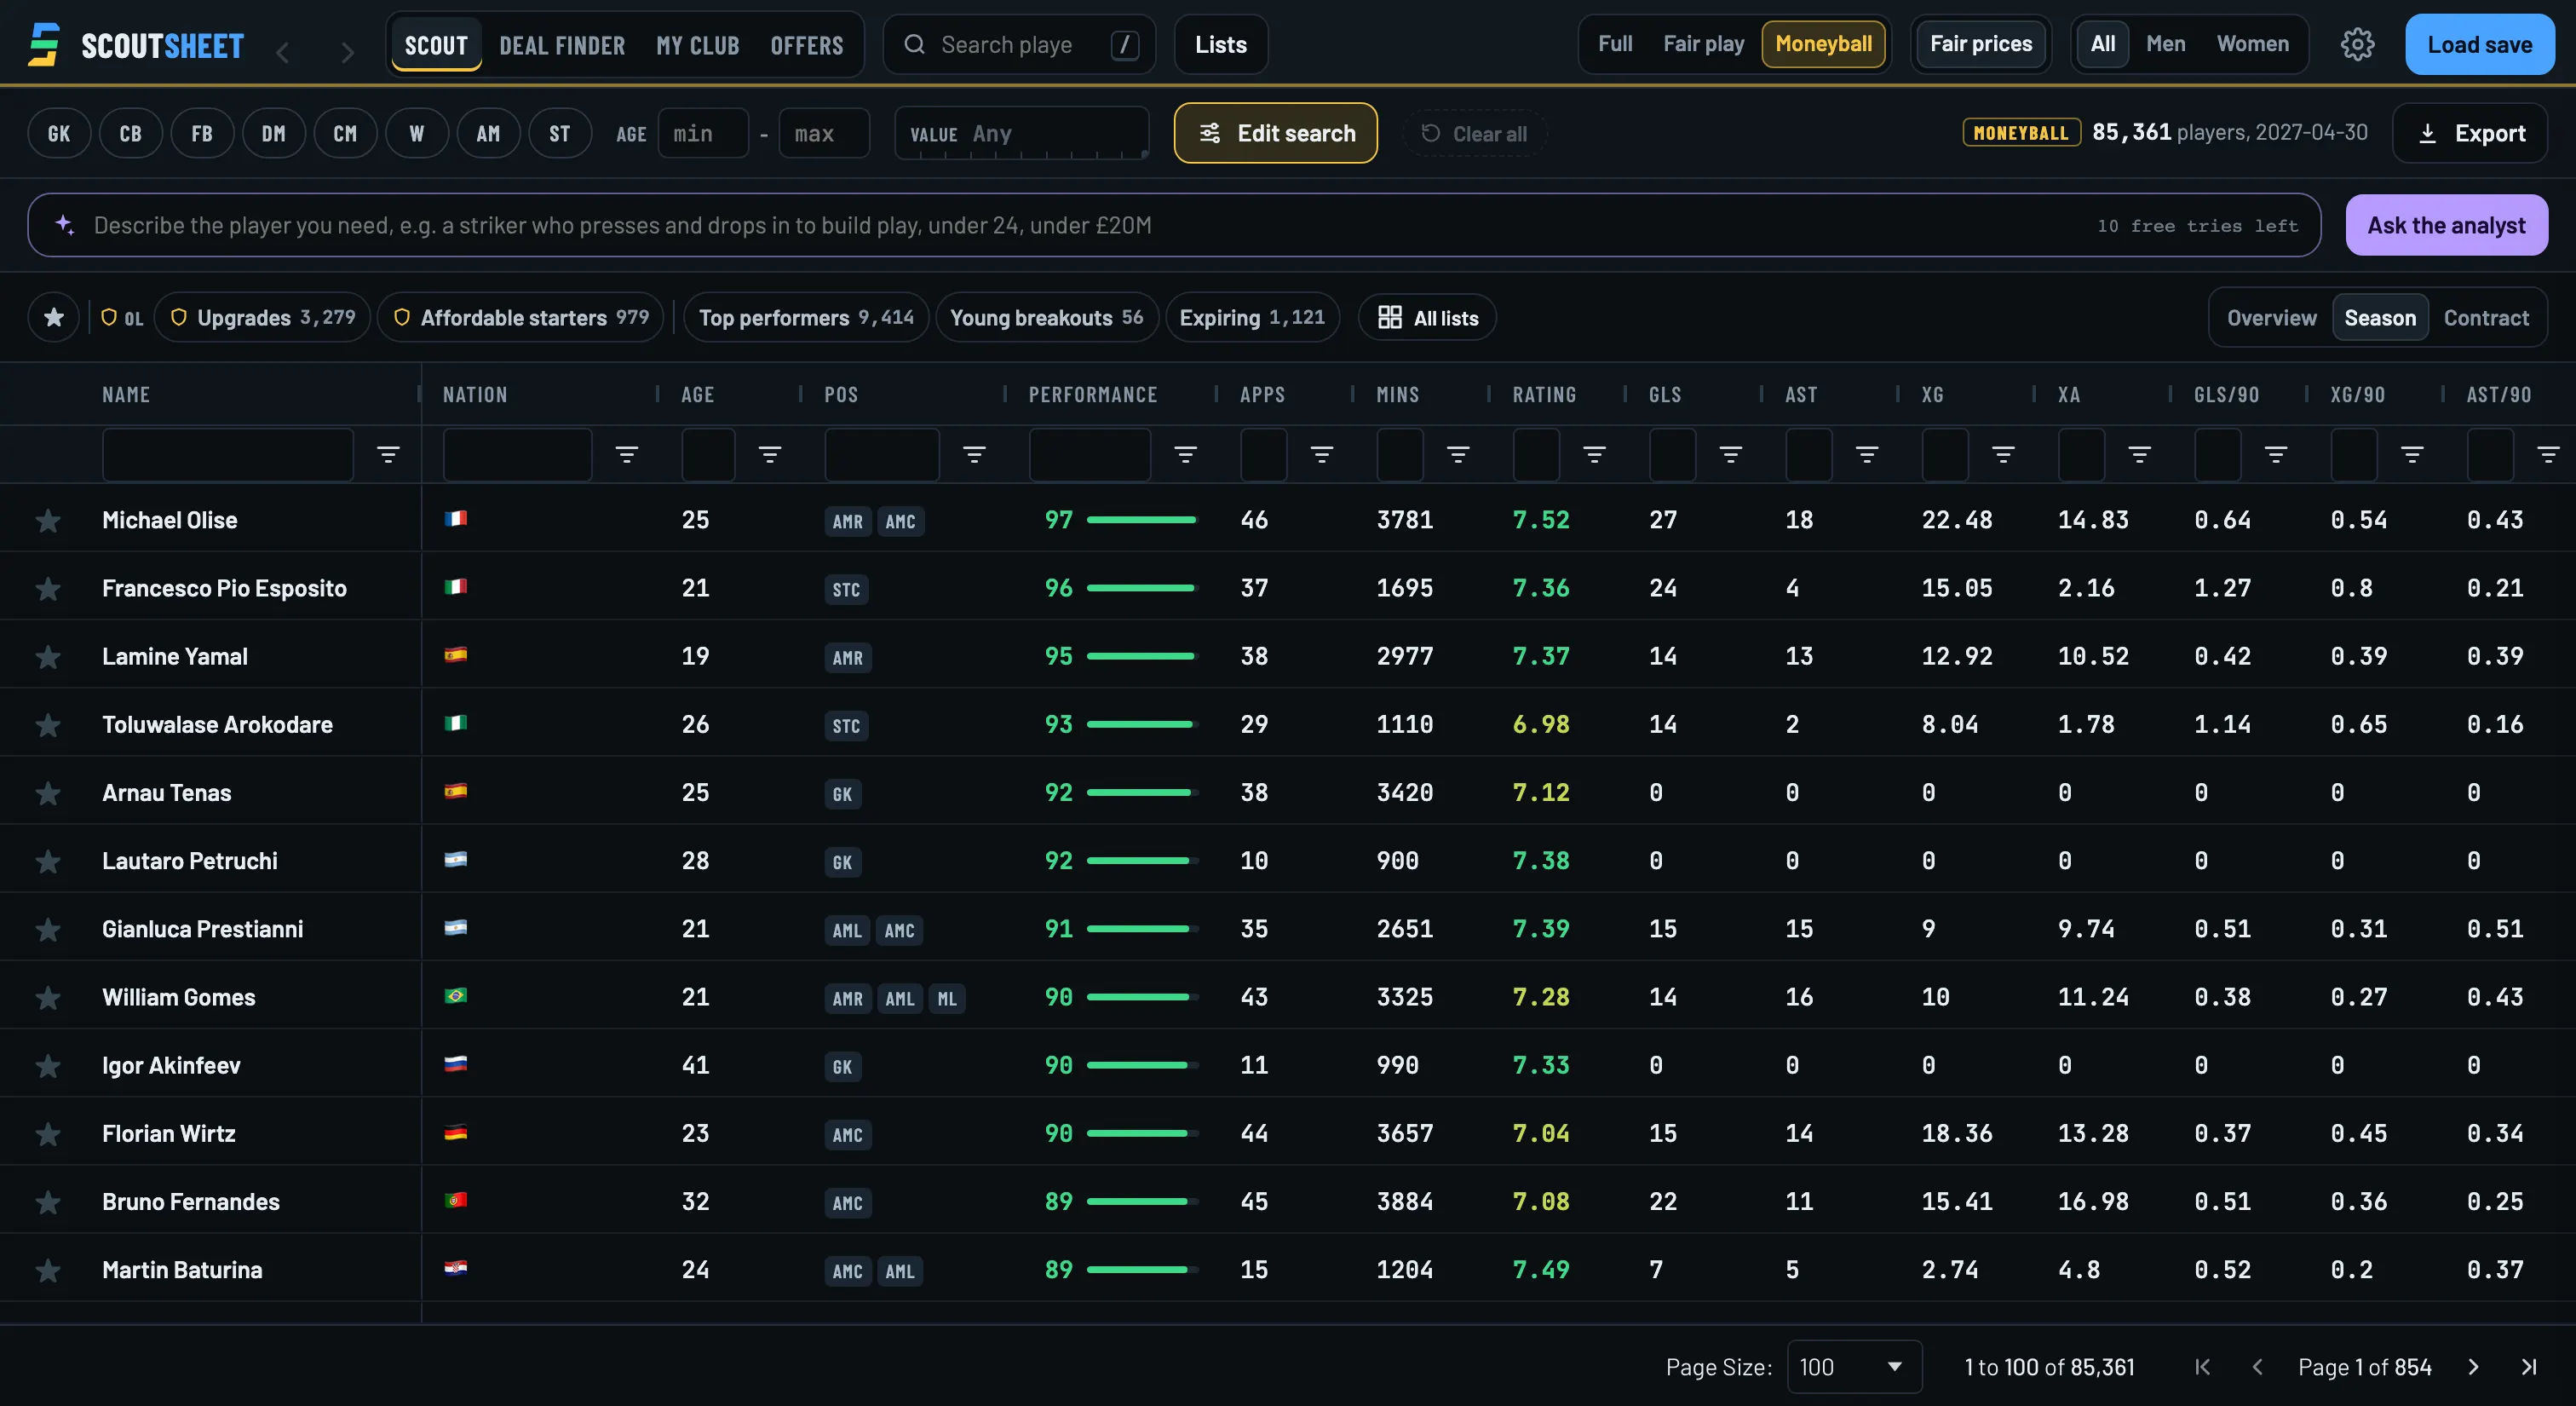 SCOUTSHEET SCOUT DEAL FINDER MY CLUB OFFERS Search playe / Lists Full Fair play Moneyball Fair prices All Men Women Load save
GK CB FB DM CM W AM ST AGE min - max VALUE Any Edit search Clear all MONEYBALL 85,361 players, 2027-04-30 Export
Describe the player you need, e.g. a striker who presses and drops in to build play, under 24, under £20M 10 free tries left Ask the analyst
OL Upgrades 3,279 Affordable starters 979 Top performers 9,414 Young breakouts 56 Expiring 1,121 All lists Overview Season Contract
NAME NATION AGE POS PERFORMANCE APPS MINS RATING GLS AST XG XA GLS/90 XG/90 AST/90
Michael Olise 25 AMR AMC 97 46 3781 7.52 27 18 22.48 14.83 0.64 0.54 0.43
Francesco Pio Esposito 21 STC 96 37 1695 7.36 24 4 15.05 2.16 1.27 0.8 0.21
Lamine Yamal 19 AMR 95 38 2977 7.37 14 13 12.92 10.52 0.42 0.39 0.39
Toluwalase Arokodare 26 STC 93 29 1110 6.98 14 2 8.04 1.78 1.14 0.65 0.16
Arnau Tenas 25 GK 92 38 3420 7.12 0 0 0 0 0 0 0
Lautaro Petruchi 28 GK 92 10 900 7.38 0 0 0 0 0 0 0
Gianluca Prestianni 21 AML AMC 91 35 2651 7.39 15 15 9 9.74 0.51 0.31 0.51
William Gomes 21 AMR AML ML 90 43 3325 7.28 14 16 10 11.24 0.38 0.27 0.43
Igor Akinfeev 41 GK 90 11 990 7.33 0 0 0 0 0 0 0
Florian Wirtz 23 AMC 90 44 3657 7.04 15 14 18.36 13.28 0.37 0.45 0.34
Bruno Fernandes 32 AMC 89 45 3884 7.08 22 11 15.41 16.98 0.51 0.36 0.25
Martin Baturina 24 AMC AML 89 15 1204 7.49 7 5 2.74 4.8 0.52 0.2 0.37
Page Size: 100 1 to 100 of 85,361 Page 1 of 854